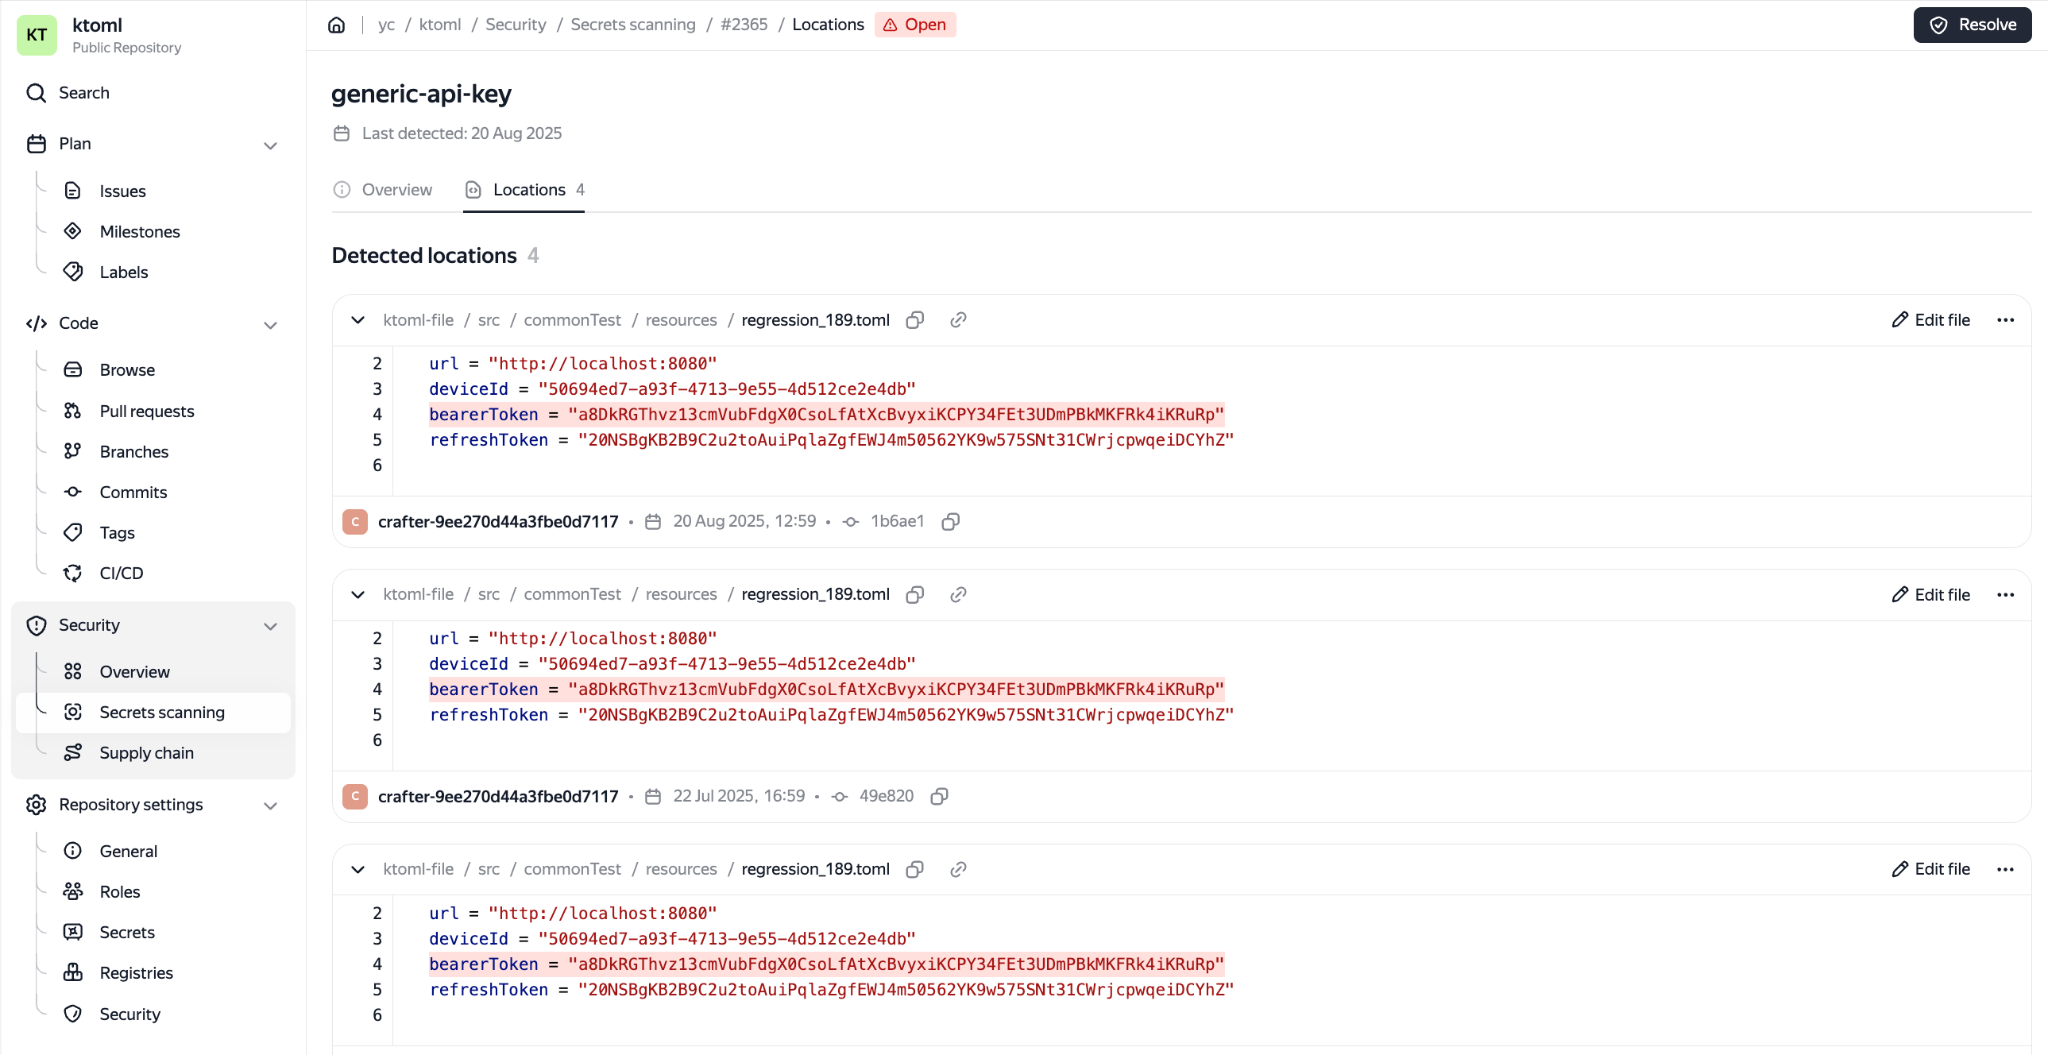 KT
ktoml
Public Repository
Search
Plan
Issues
Milestones
Labels
Code
Browse
Pull requests
Branches
Commits
Tags
CI/CD
Security
Overview
Secrets scanning
Supply chain
Repository settings
General
Roles
Secrets
Registries
Security
yc / ktoml / Security / Secrets scanning / #2365 / Locations Open
Resolve
generic-api-key
Last detected: 20 Aug 2025
Overview Locations 4
Detected locations 4
ktoml-file / src / commonTest / resources / regression_189.toml Edit file
2 url = "http://localhost:8080"
3 deviceId = "50694ed7-a93f-4713-9e55-4d512ce2e4db"
4 bearerToken = "a8DkRGThvz13cmVubFdgX0CsoLfAtXcBvyxiKCPY34FEt3UDmPBkMKFRk4iKRuRp"
5 refreshToken = "20NSBgKB2B9C2u2toAuiPqlaZgfEWJ4m50562YK9w575SNt31CWrjcpwqeiDCYhZ"
6
C crafter-9ee270d44a3fbe0d7117 • 20 Aug 2025, 12:59 • 1b6ae1
ktoml-file / src / commonTest / resources / regression_189.toml Edit file
2 url = "http://localhost:8080"
3 deviceId = "50694ed7-a93f-4713-9e55-4d512ce2e4db"
4 bearerToken = "a8DkRGThvz13cmVubFdgX0CsoLfAtXcBvyxiKCPY34FEt3UDmPBkMKFRk4iKRuRp"
5 refreshToken = "20NSBgKB2B9C2u2toAuiPqlaZgfEWJ4m50562YK9w575SNt31CWrjcpwqeiDCYhZ"
6
C crafter-9ee270d44a3fbe0d7117 • 22 Jul 2025, 16:59 • 49e820
ktoml-file / src / commonTest / resources / regression_189.toml Edit file
2 url = "http://localhost:8080"
3 deviceId = "50694ed7-a93f-4713-9e55-4d512ce2e4db"
4 bearerToken = "a8DkRGThvz13cmVubFdgX0CsoLfAtXcBvyxiKCPY34FEt3UDmPBkMKFRk4iKRuRp"
5 refreshToken = "20NSBgKB2B9C2u2toAuiPqlaZgfEWJ4m50562YK9w575SNt31CWrjcpwqeiDCYhZ"
6